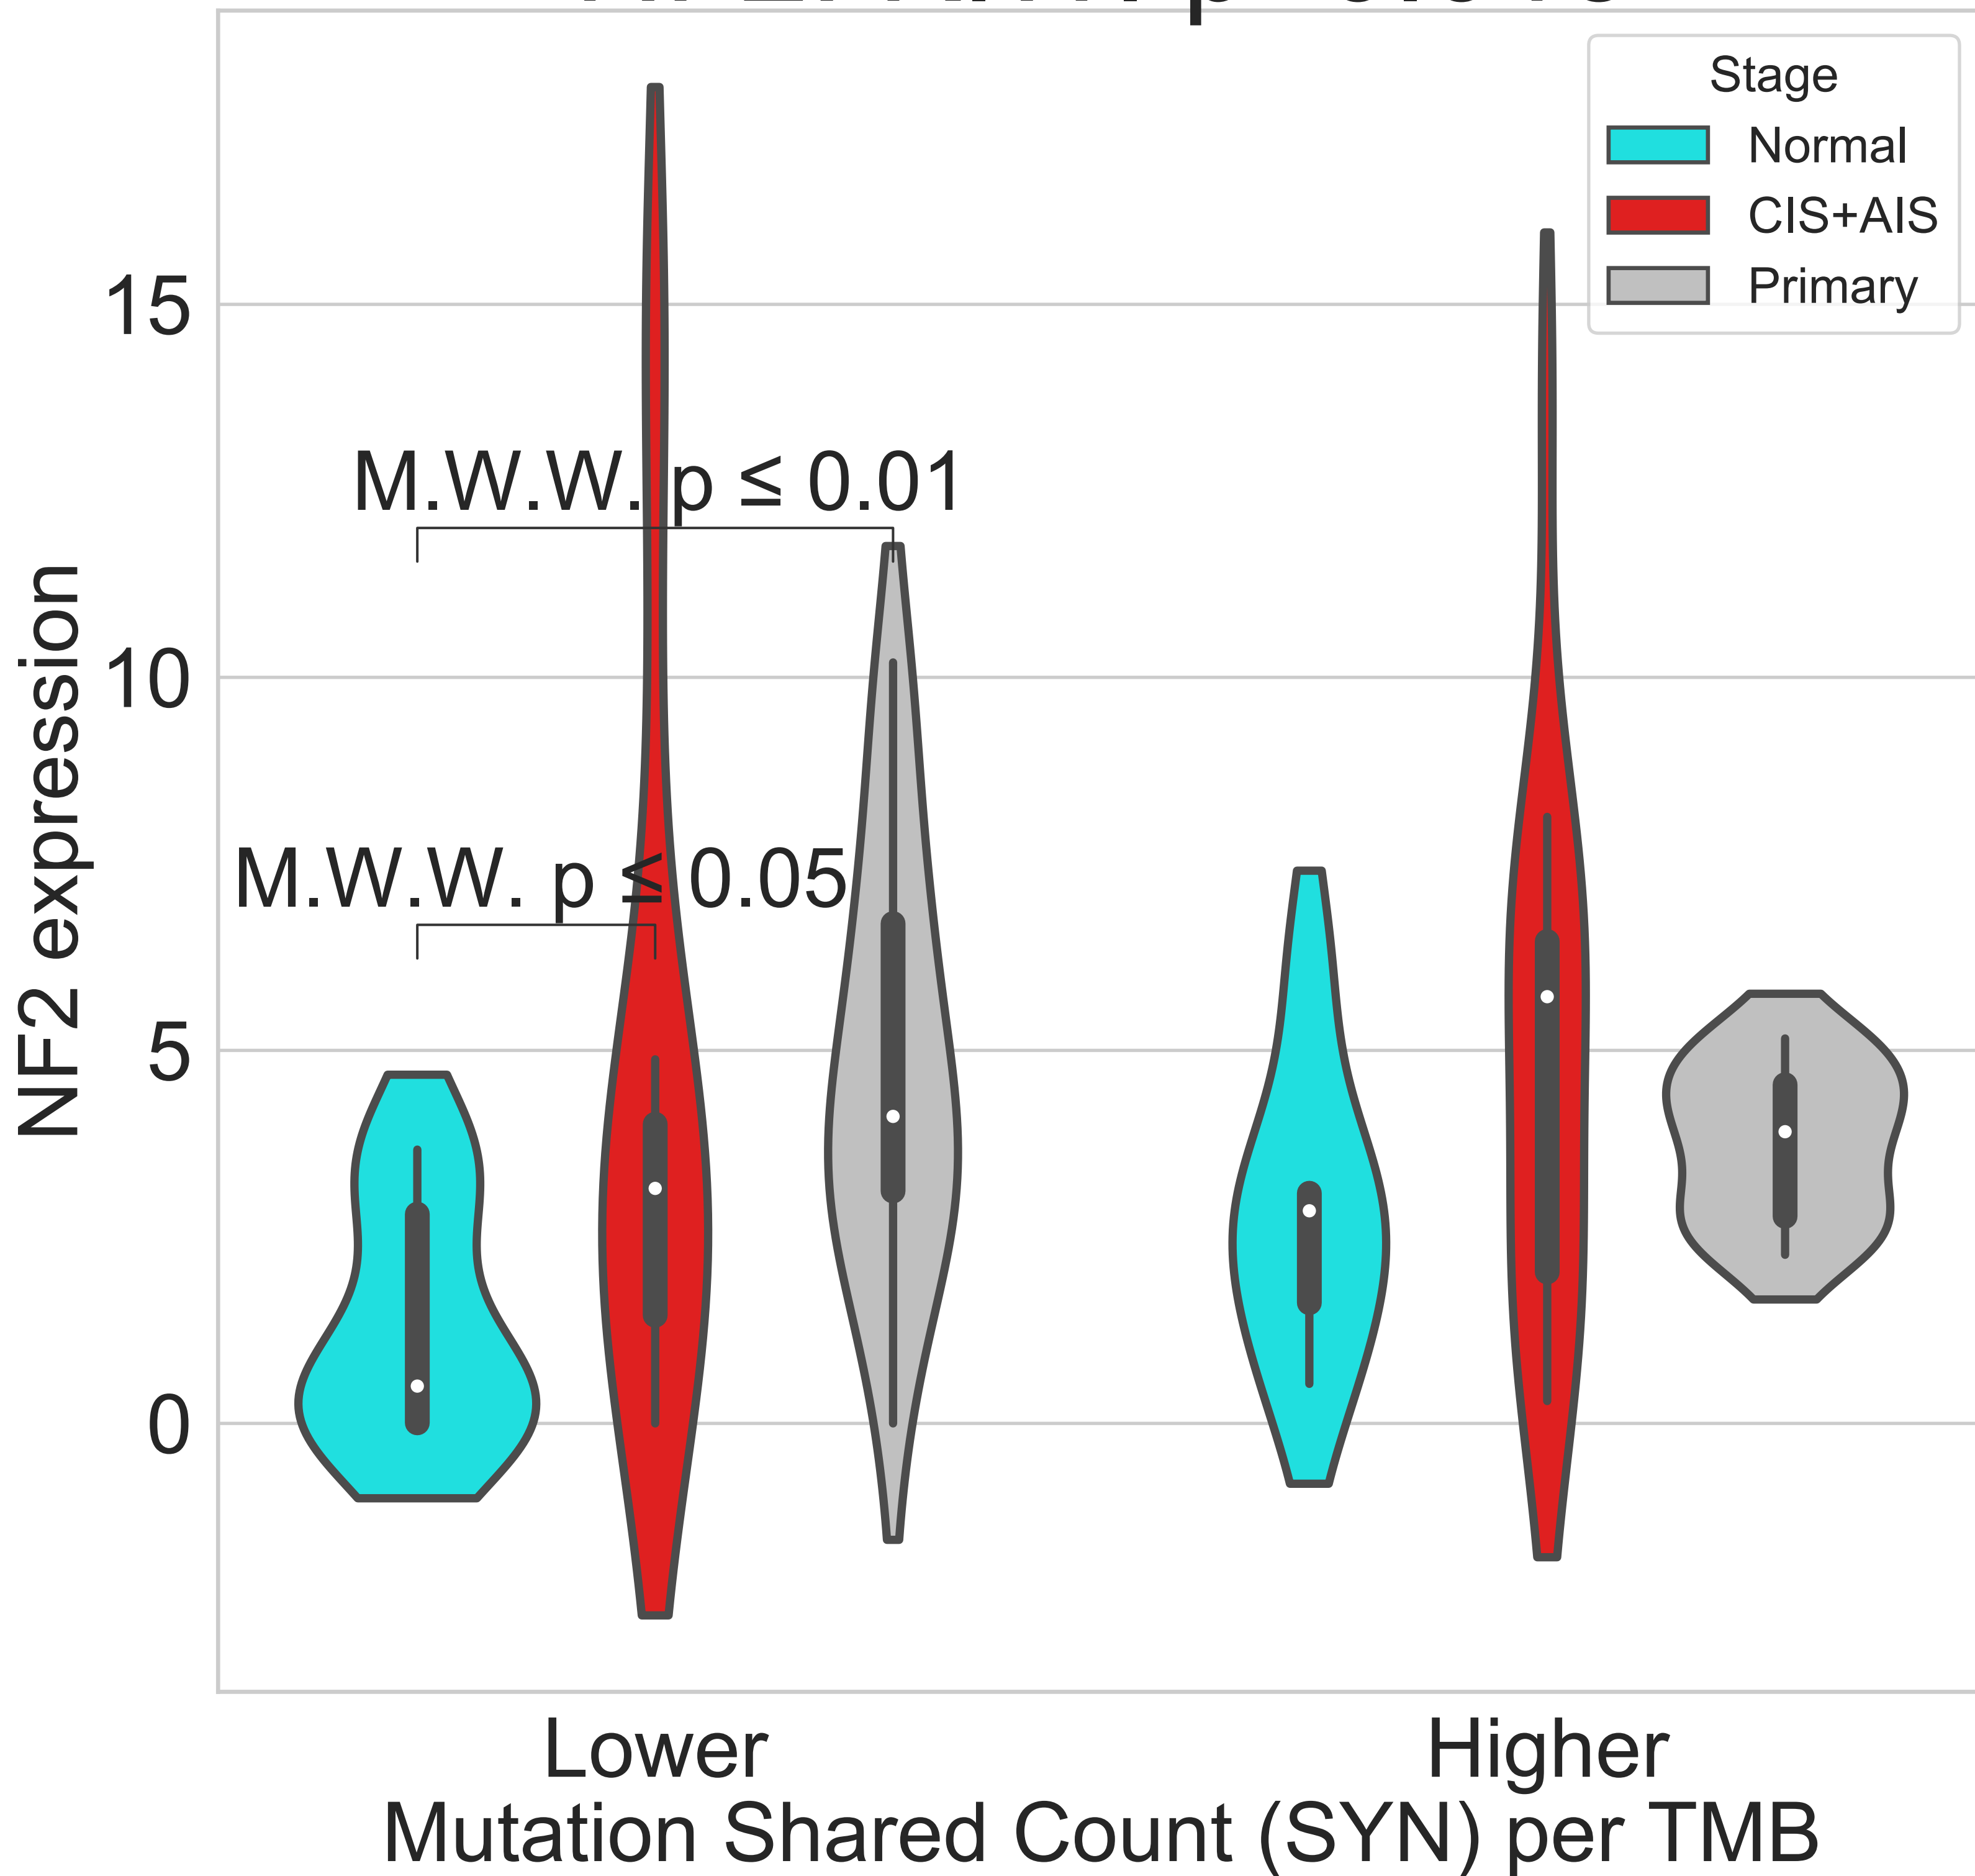 Stage
Normal
CIS+AIS
Primary
15
10
5
0
NF2 expression
M.W.W. p ≤ 0.01
M.W.W. p ≤ 0.05
Lower
Higher
Mutation Shared Count (SYN) per TMB